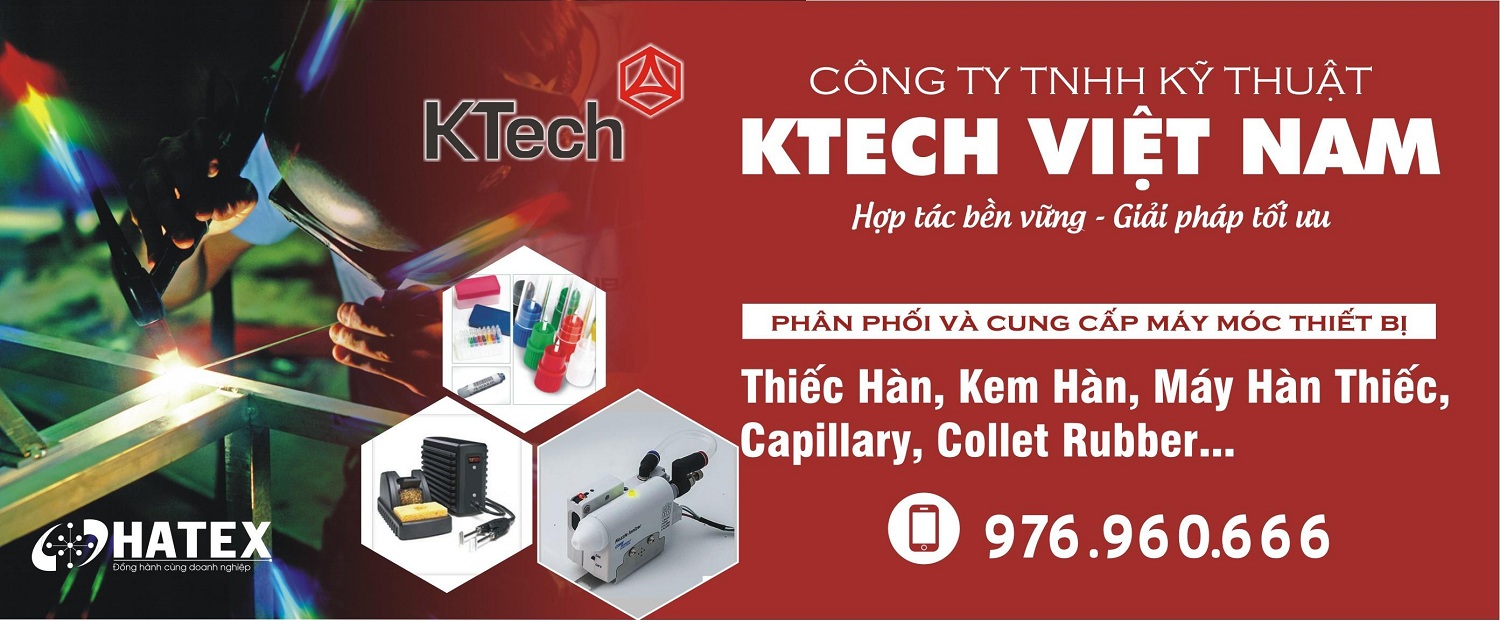 KTech
CÔNG TY TNHH KỸ THUẬT
KTECH VIỆT NAM
Hợp tác bền vững - Giải pháp tối ưu
PHÂN PHỐI VÀ CUNG CẤP MÁY MÓC THIẾT BỊ
Thiếc Hàn, Kem Hàn, Máy Hàn Thiếc,
Capillary, Collet Rubber...
976.960.666
Nozzle Ionizer
HATEX
Đồng hành cùng doanh nghiệp